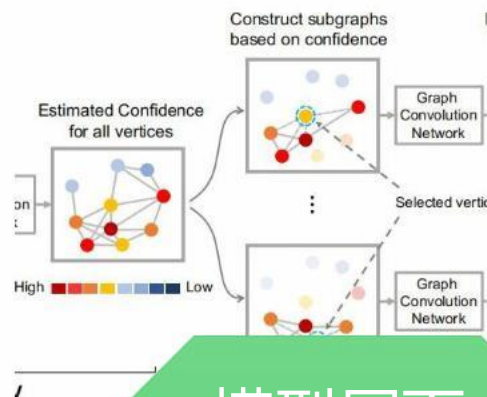 Construct subgraphs
based on confidence
Estimated Confidence
for all vertices
Graph
Convolution
Network
Selected
High
Low
Graph
Convolution
Network